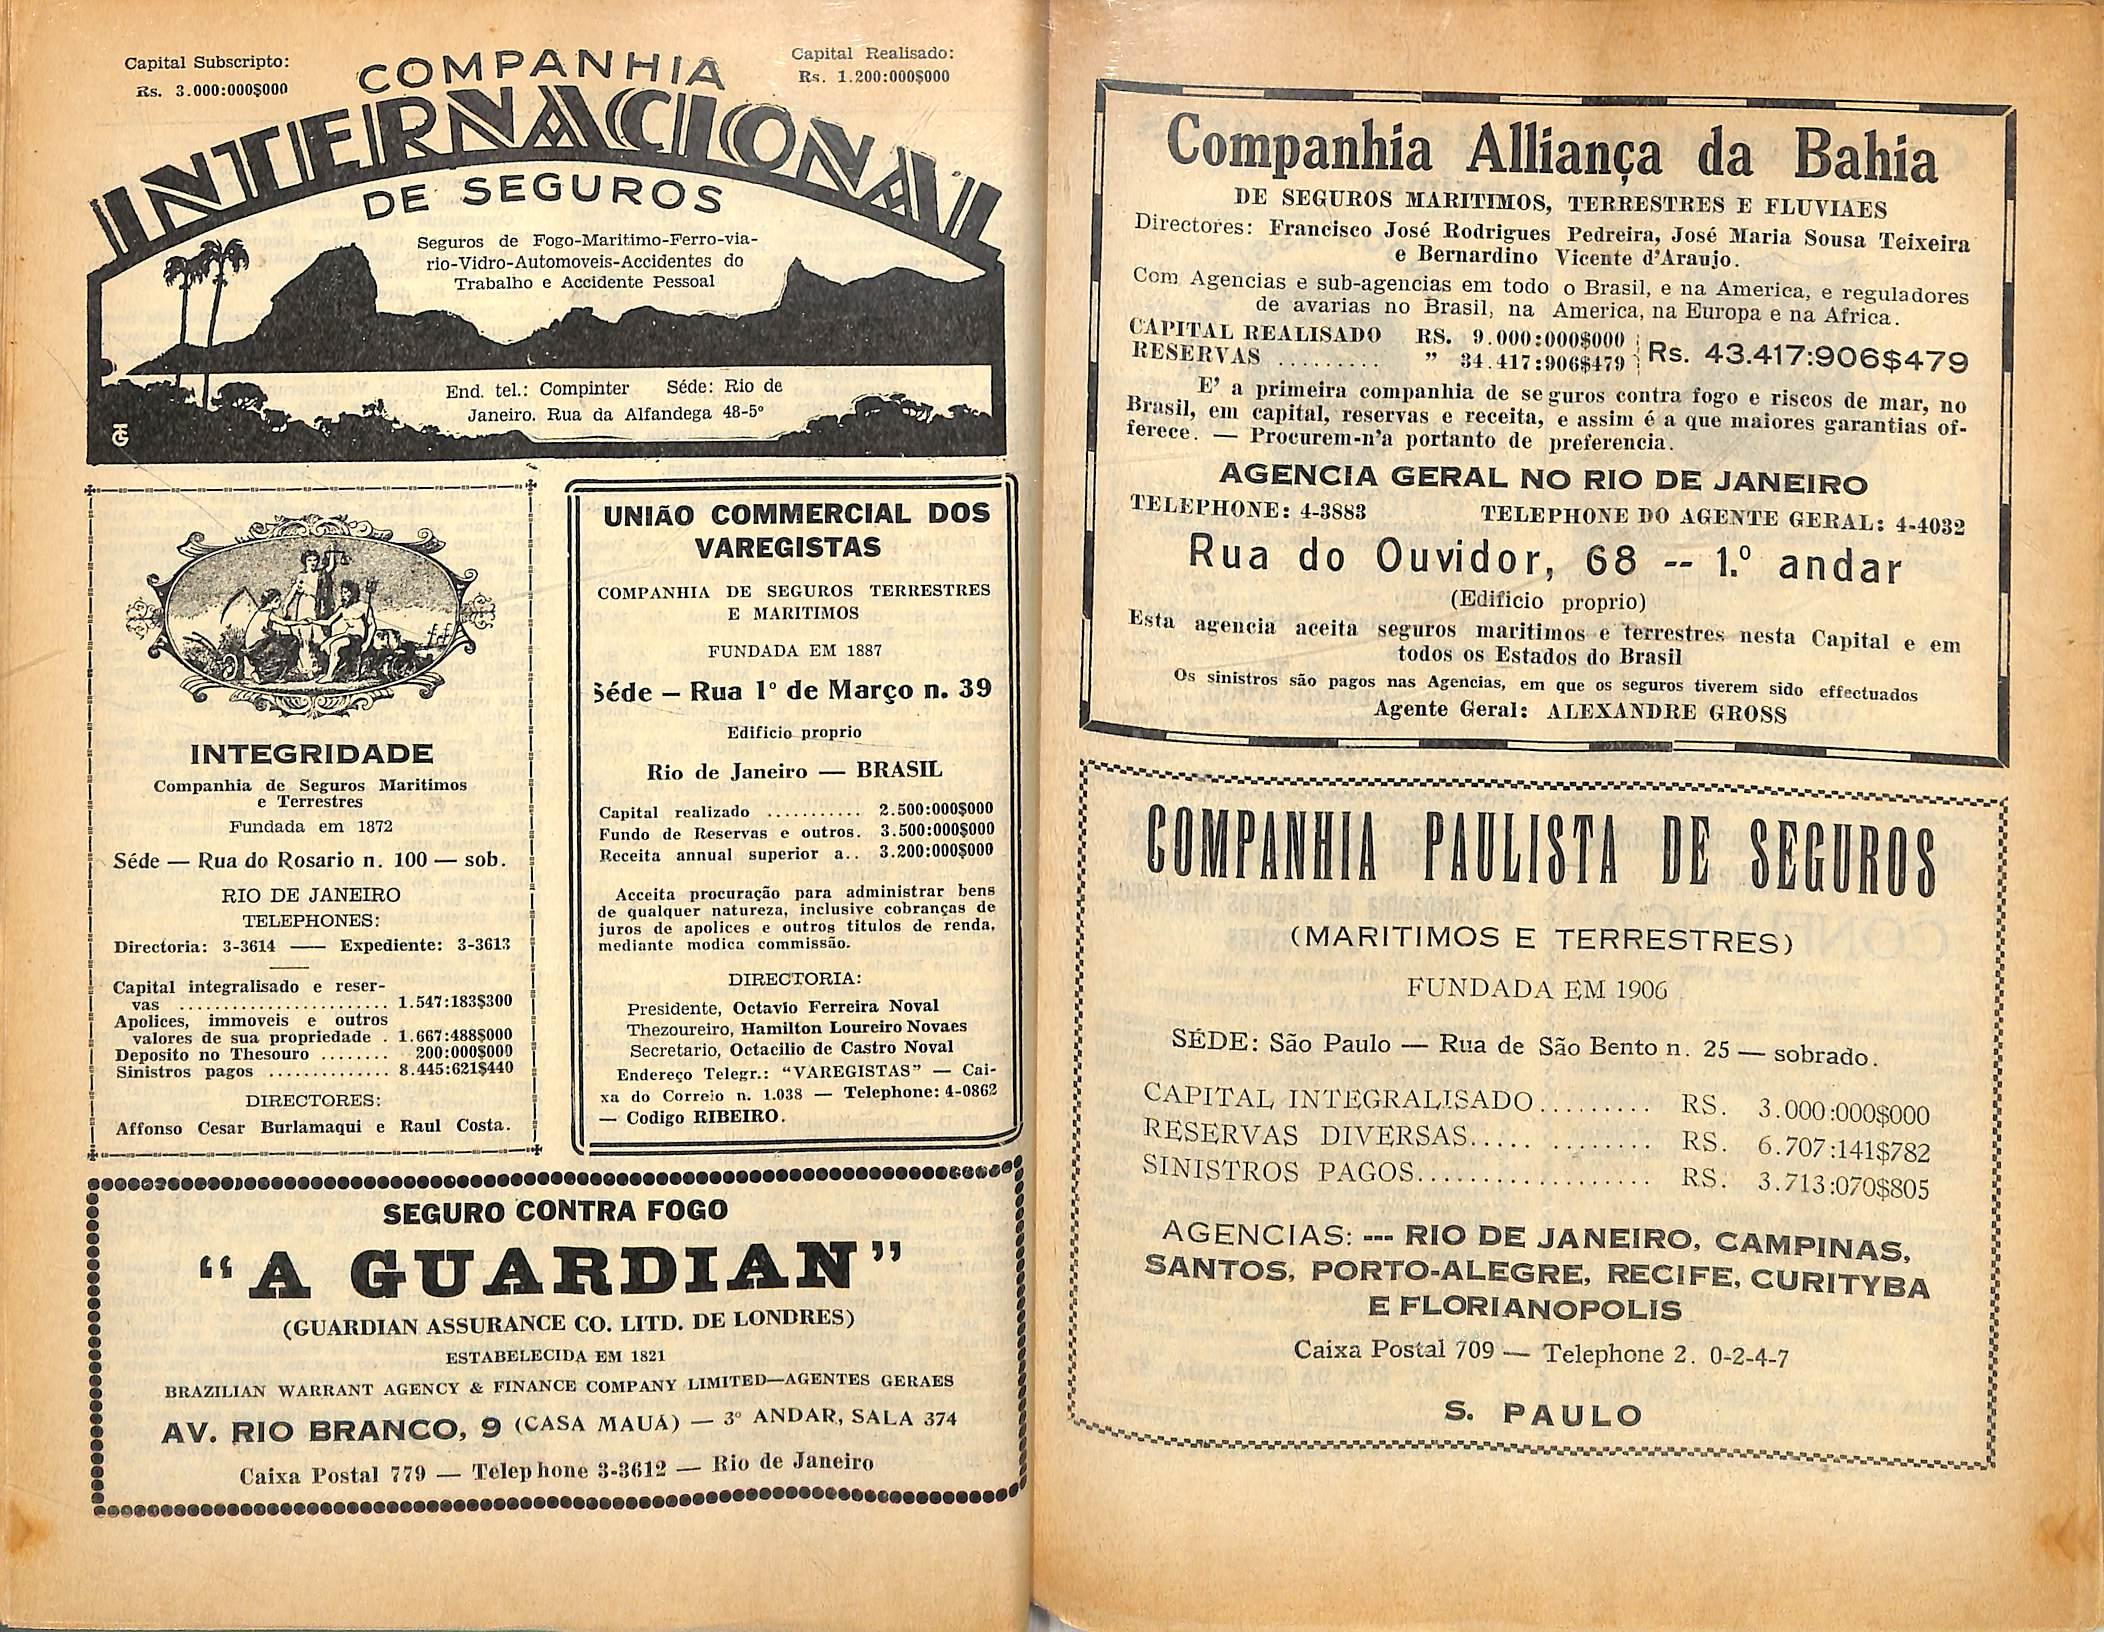 Capital Subscripto:
Rs. 3.000:000$000
Capital Realisado:
Rs. 1.200:000$000
COMPANHIA
INTERNACIONAL
DE SEGUROS
Seguros de Fogo-Maritimo-Ferro-via-
rio-Vidro-Automoveis-Accidentes do
Trabalho e Accidente Pessoal
End. tel.: Compinter Séde: Rio de
Janeiro. Rua da Alfandega 48-5º
INTEGRIDADE
Companhia de Seguros Maritimos
e Terrestres
Fundada em 1872
Séde — Rua do Rosario n. 100 — sob.
RIO DE JANEIRO
TELEPHONES:
Directoria: 3-3614 —— Expediente: 3-3613
Capital integralisado e reser-
vas ........................ 1.547:183$300
Apolices, immoveis e outros
valores de sua propriedade . 1.667:488$000
Deposito no Thesouro ........ 200:000$000
Sinistros pagos .............. 8.445:621$440
DIRECTORES:
Affonso Cesar Burlamaqui e Raul Costa.
UNIÃO COMMERCIAL DOS
VAREGISTAS
COMPANHIA DE SEGUROS TERRESTRES
E MARITIMOS
FUNDADA EM 1887
Séde — Rua 1º de Março n. 39
Edificio proprio
Rio de Janeiro — BRASIL
Capital realizado ........... 2.500:000$000
Fundo de Reservas e outros. 3.500:000$000
Receita annual superior a.. 3.200:000$000
Acceita procuração para administrar bens
de qualquer natureza, inclusive cobranças de
juros de apolices e outros titulos de renda,
mediante modica commissão.
DIRECTORIA:
Presidente, Octavio Ferreira Noval
Thezoureiro, Hamilton Loureiro Novaes
Secretario, Octacilio de Castro Noval
Endereço Telegr.: “VAREGISTAS” — Cai-
xa do Correio n. 1.038 — Telephone: 4-0862
— Codigo RIBEIRO.
SEGURO CONTRA FOGO
“A GUARDIAN”
(GUARDIAN ASSURANCE CO. LITD. DE LONDRES)
ESTABELECIDA EM 1821
BRAZILIAN WARRANT AGENCY & FINANCE COMPANY LIMITED—AGENTES GERAES
AV. RIO BRANCO, 9 (CASA MAUÁ) — 3º ANDAR, SALA 374
Caixa Postal 779 — Telephone 3-3612 — Rio de Janeiro
Companhia Alliança da Bahia
DE SEGUROS MARITIMOS, TERRESTRES E FLUVIAES
Directores: Francisco José Rodrigues Pedreira, José Maria Sousa Teixeira
e Bernardino Vicente d'Araujo.
Com Agencias e sub-agencias em todo o Brasil, e na America, e reguladores
de avarias no Brasil, na America, na Europa e na Africa.
CAPITAL REALISADO RS. 9.000:000$000
RESERVAS ......... ” 34.417:906$479 Rs. 43.417:906$479
E' a primeira companhia de seguros contra fogo e riscos de mar, no
Brasil, em capital, reservas e receita, e assim é a que maiores garantias of-
ferece. — Procurem-n'a portanto de preferencia.
AGENCIA GERAL NO RIO DE JANEIRO
TELEPHONE: 4-3883 TELEPHONE DO AGENTE GERAL: 4-4032
Rua do Ouvidor, 68 -- 1.º andar
(Edificio proprio)
Esta agencia aceita seguros maritimos e terrestres nesta Capital e em
todos os Estados do Brasil
Os sinistros são pagos nas Agencias, em que os seguros tiverem sido effectuados
Agente Geral: ALEXANDRE GROSS
COMPANHIA PAULISTA DE SEGUROS
(MARITIMOS E TERRESTRES)
FUNDADA EM 1906
SÉDE: São Paulo — Rua de São Bento n. 25 — sobrado.
CAPITAL INTEGRALISADO......... RS. 3.000:000$000
RESERVAS DIVERSAS.............. RS. 6.707:141$782
SINISTROS PAGOS.................. RS. 3.713:070$805
AGENCIAS: --- RIO DE JANEIRO, CAMPINAS,
SANTOS, PORTO-ALEGRE, RECIFE, CURITYBA
E FLORIANOPOLIS
Caixa Postal 709 — Telephone 2. 0-2-4-7
S. PAULO